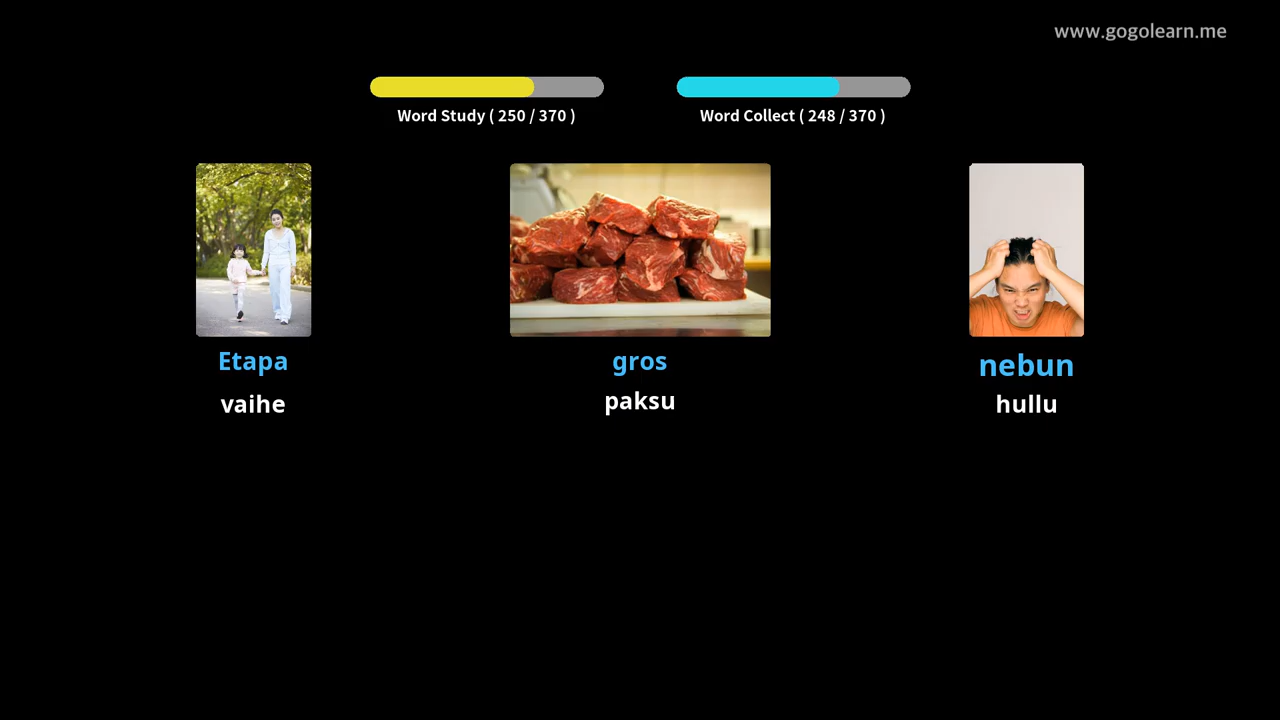 www.gogolearn.me
Word Study ( 250 / 370 )
Word Collect ( 248 / 370 )
Etapa
vaihe
gros
paksu
nebun
hullu